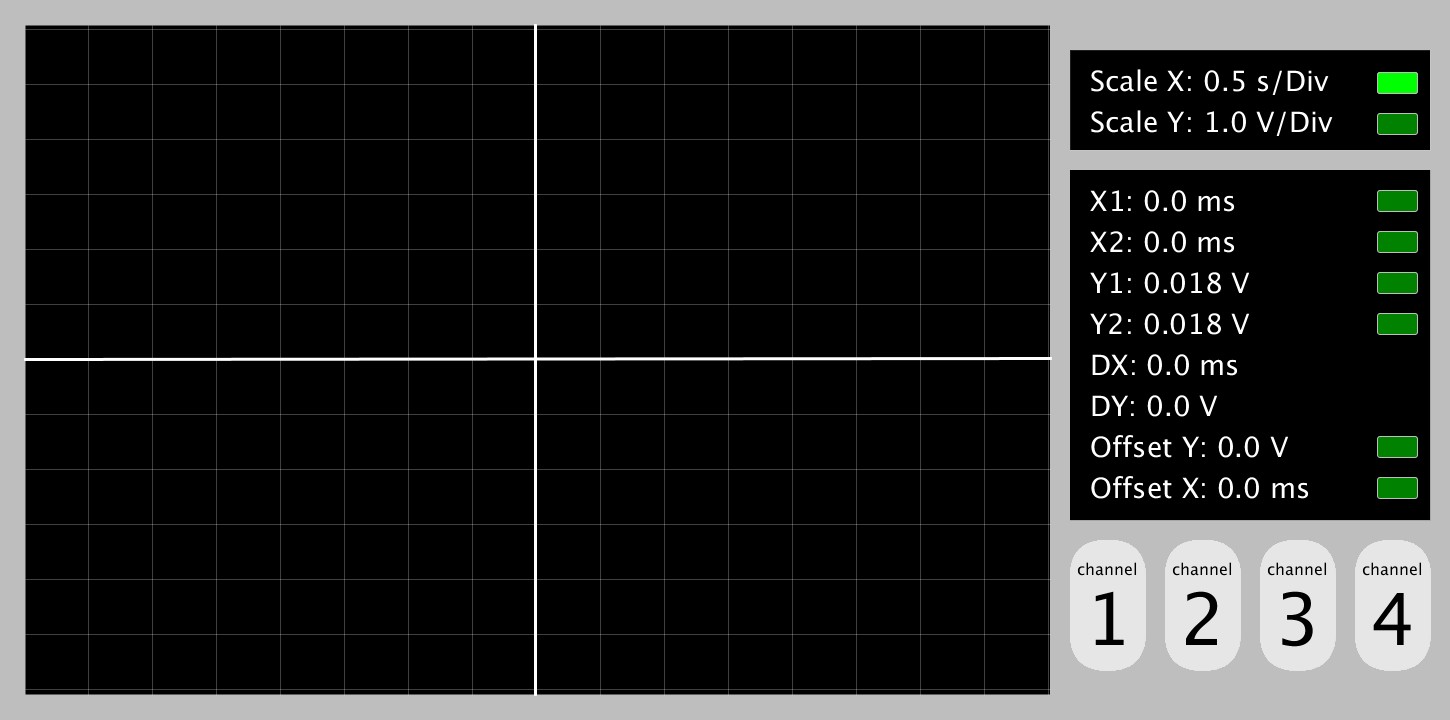 Scale X: 0.5 s/Div
Scale Y: 1.0 V/Div
X1: 0.0 ms
X2: 0.0 ms
Y1: 0.018 V
Y2: 0.018 V
DX: 0.0 ms
DY: 0.0 V
Offset Y: 0.0 V
Offset X: 0.0 ms
channel channel channel channel
1 2 3 4